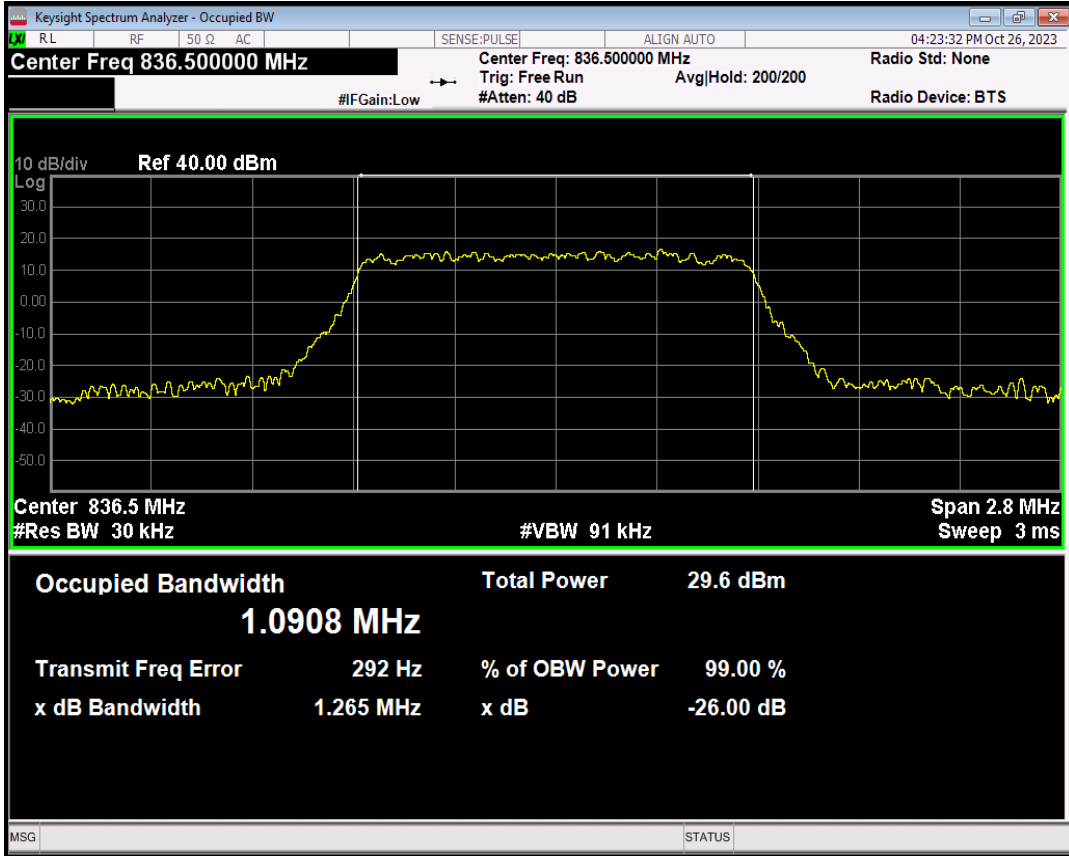 Keysight Spectrum Analyzer - Occupied BW
LXI RL RF 50 Ω AC SENSE:PULSE ALIGN AUTO 04:23:32 PM Oct 26, 2023
Center Freq 836.500000 MHz Center Freq: 836.500000 MHz Radio Std: None
Trig: Free Run Avg|Hold: 200/200
#IFGain:Low #Atten: 40 dB Radio Device: BTS
10 dB/div Ref 40.00 dBm
Log
30.0
20.0
10.0
0.00
-10.0
-20.0
-30.0
-40.0
-50.0
Center 836.5 MHz Span 2.8 MHz
#Res BW 30 kHz #VBW 91 kHz Sweep 3 ms
Occupied Bandwidth Total Power 29.6 dBm
1.0908 MHz
Transmit Freq Error 292 Hz % of OBW Power 99.00 %
x dB Bandwidth 1.265 MHz x dB -26.00 dB
MSG STATUS